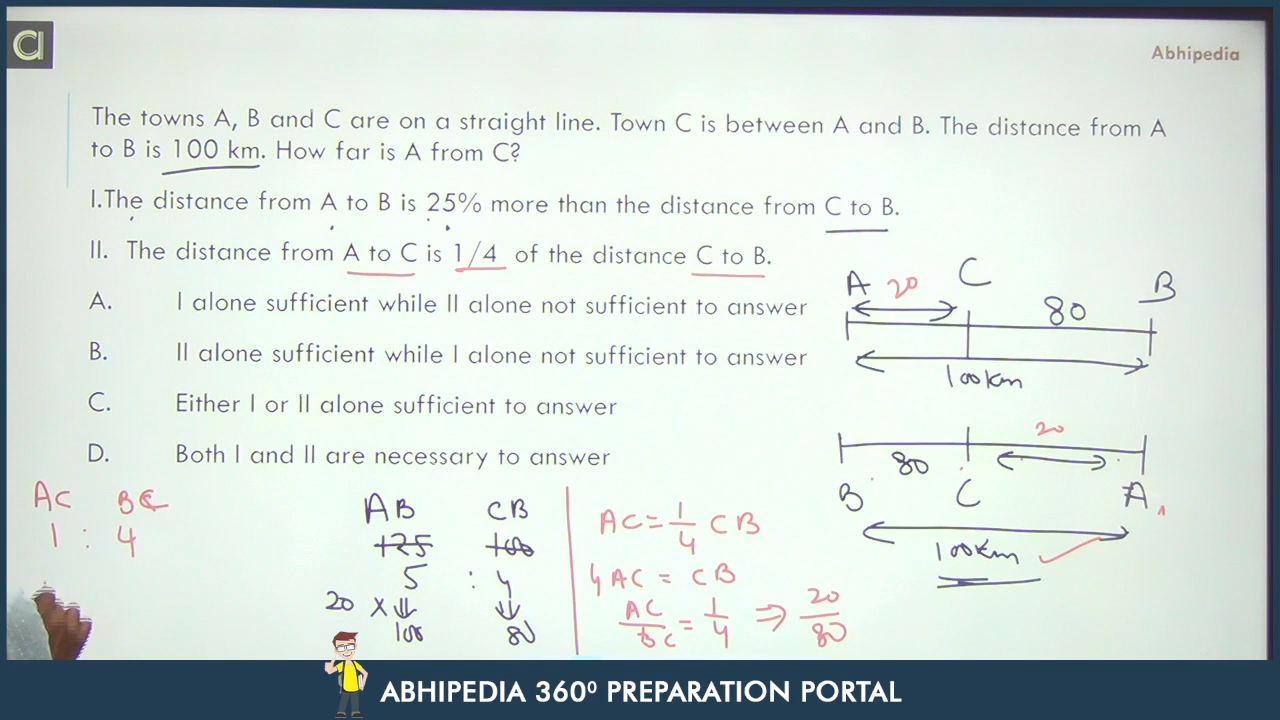 Abhipedia
The towns A, B and C are on a straight line. Town C is between A and B. The distance from A
to B is 100 km. How far is A from C?
I.The distance from A to B is 25% more than the distance from C to B.
II. The distance from A to C is 1/4 of the distance C to B.
A. I alone sufficient while II alone not sufficient to answer
B. II alone sufficient while I alone not sufficient to answer
C. Either I or II alone sufficient to answer
D. Both I and II are necessary to answer
A 20 C B
80
100km
20
80
B C A
100km
AC BC
1 : 4
AB CB
125 100
5 : 4
20 x
100 80
AC = 1/4 CB
4 AC = CB
AC/BC = 1/4 ⇒ 20/80
ABHIPEDIA 360⁰ PREPARATION PORTAL